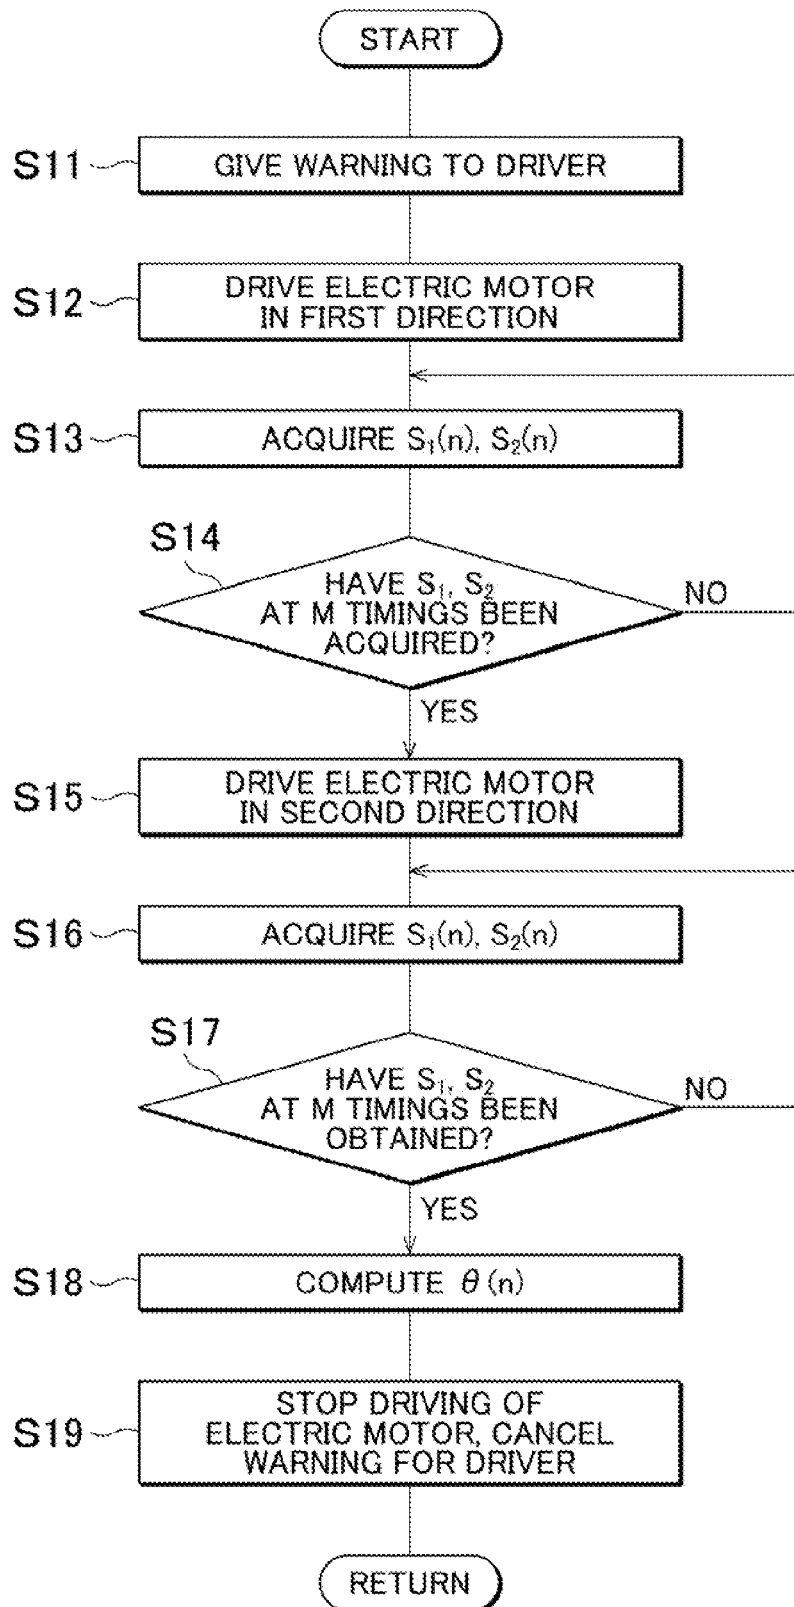 START
S11
GIVE WARNING TO DRIVER
S12
DRIVE ELECTRIC MOTOR
IN FIRST DIRECTION
S13
ACQUIRE S₁(n), S₂(n)
S14
HAVE S₁, S₂
AT M TIMINGS BEEN
ACQUIRED?
NO
YES
S15
DRIVE ELECTRIC MOTOR
IN SECOND DIRECTION
S16
ACQUIRE S₁(n), S₂(n)
S17
HAVE S₁, S₂
AT M TIMINGS BEEN
OBTAINED?
NO
YES
S18
COMPUTE θ(n)
S19
STOP DRIVING OF
ELECTRIC MOTOR, CANCEL
WARNING FOR DRIVER
RETURN